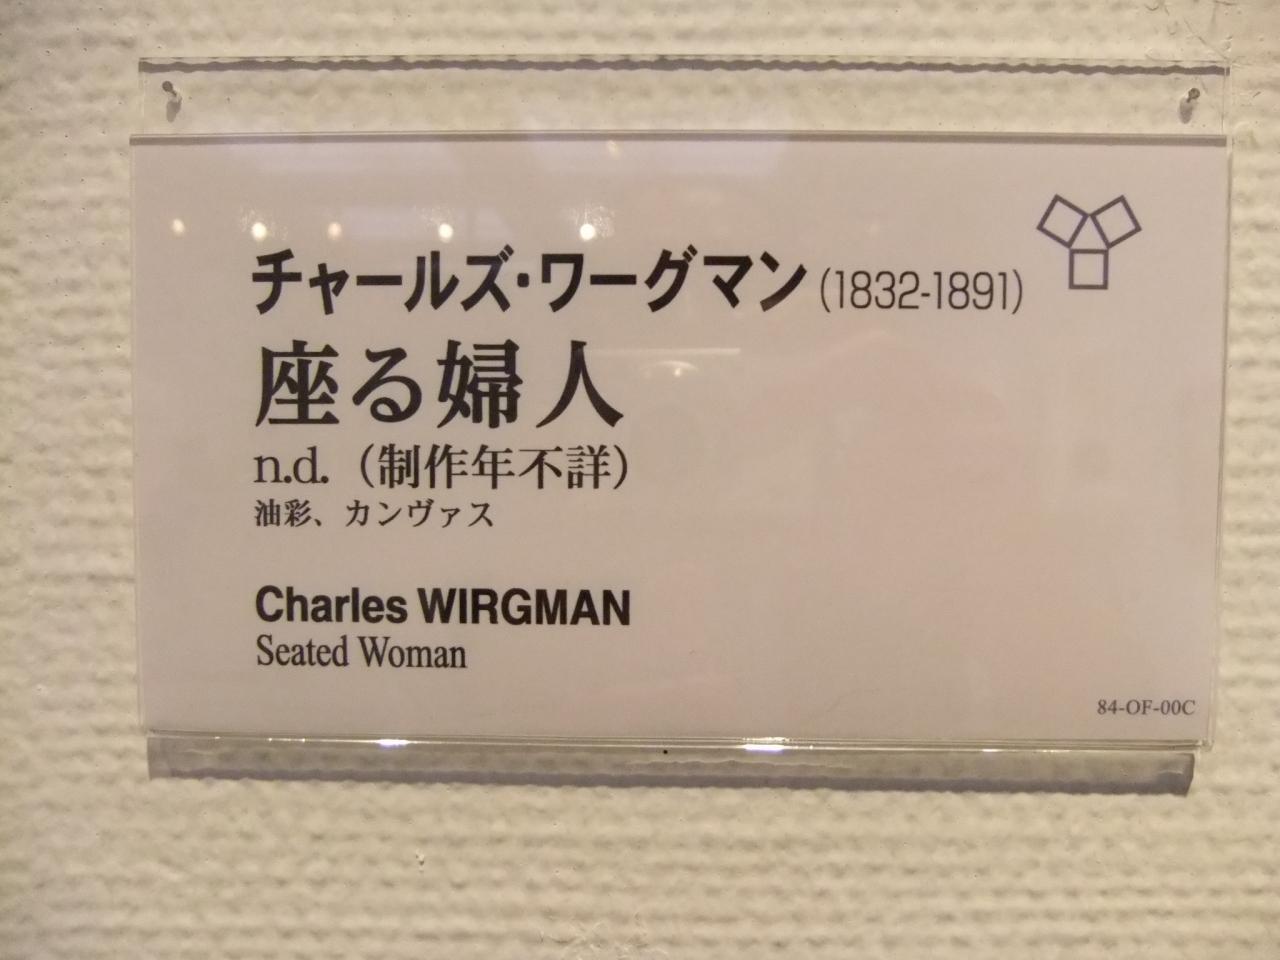 チャールズ・ワーグマン(1832-1891)
座る婦人
n.d.（制作年不詳）
油彩、カンヴァス
Charles WIRGMAN
Seated Woman
84-OF-00C